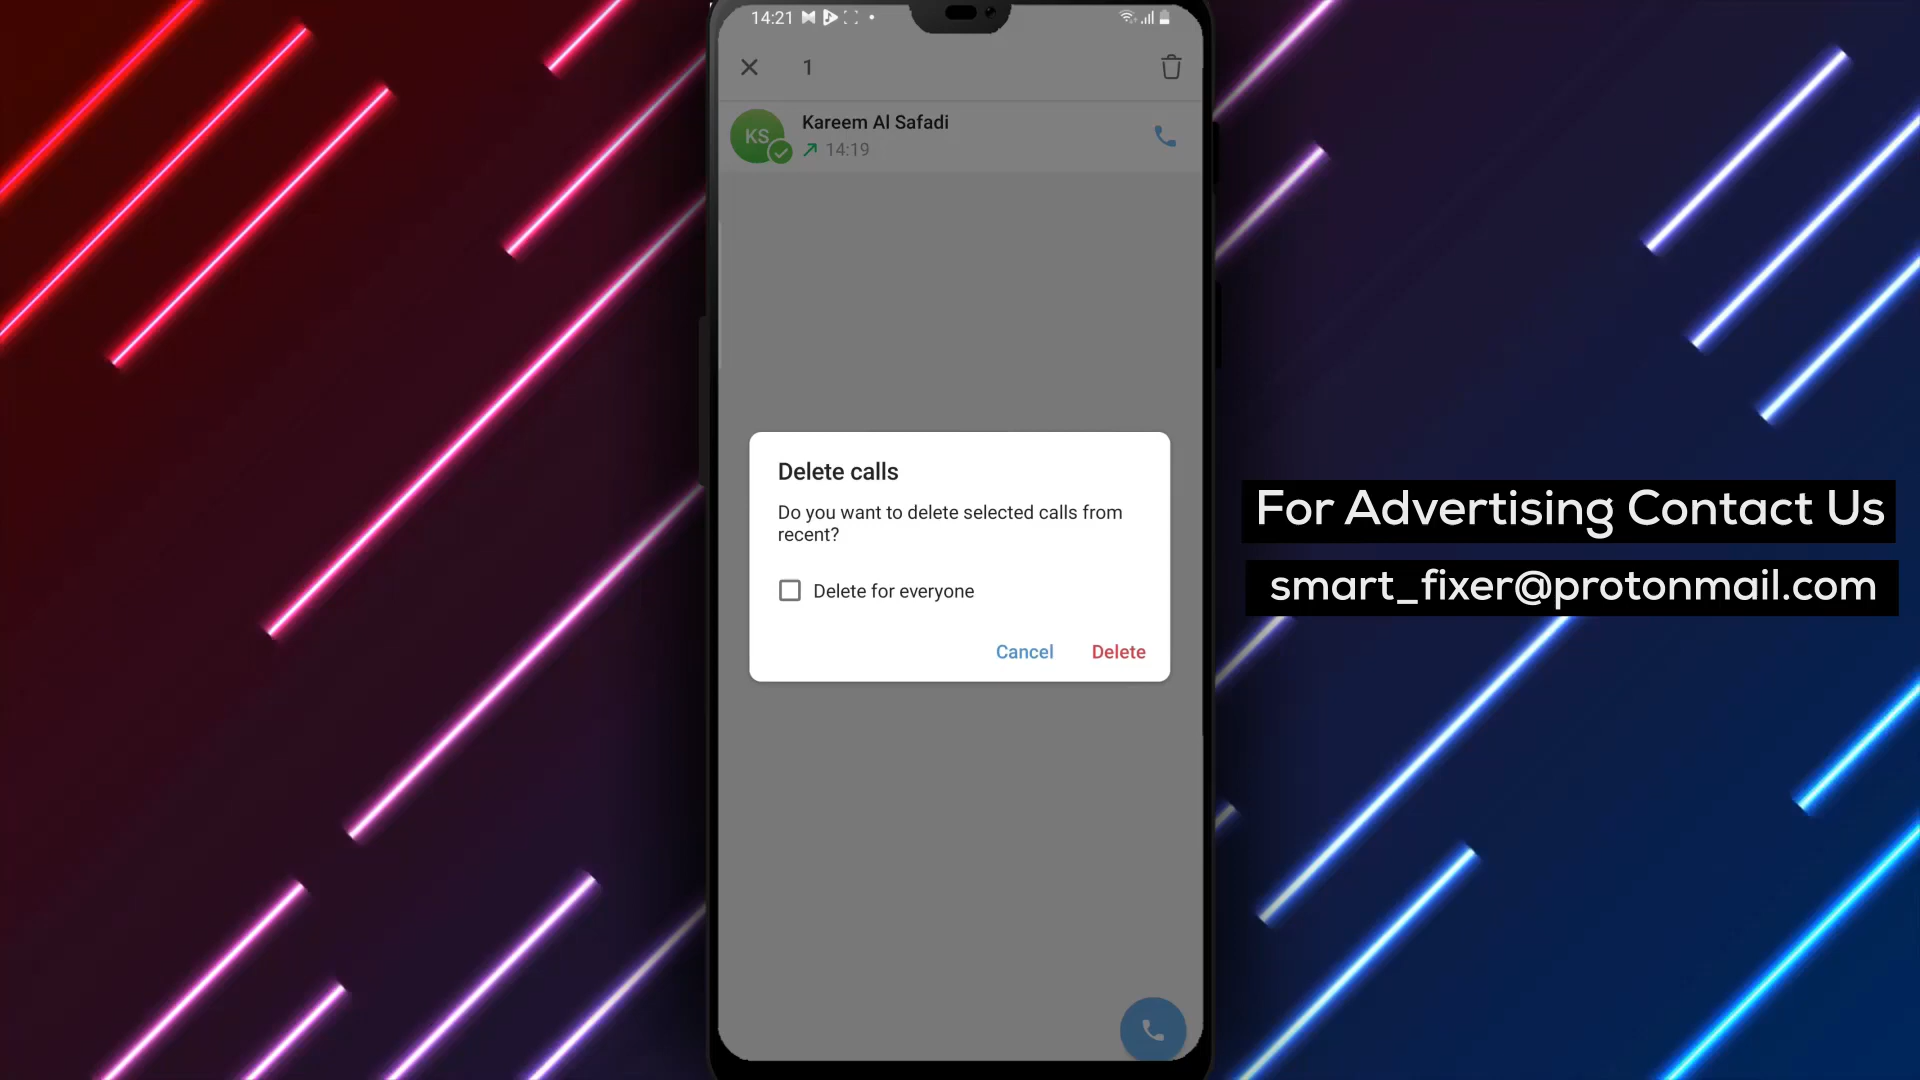 14:21
1
Kareem Al Safadi
KS
14:19
Delete calls
Do you want to delete selected calls from
recent?
Delete for everyone
Cancel Delete
For Advertising Contact Us
smart_fixer@protonmail.com